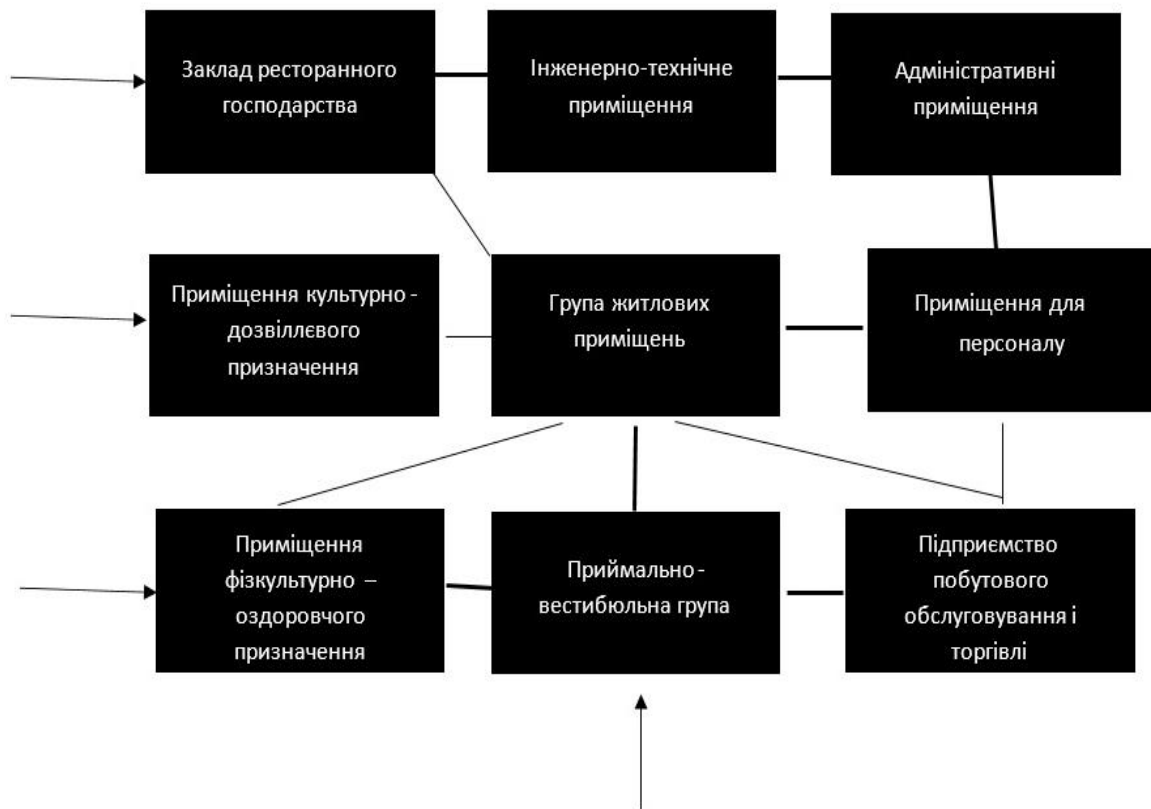 Заклад ресторанного
господарства
Інженерно-технічне
приміщення
Адміністративні
приміщення
Приміщення культурно -
дозвіллєвого
призначення
Група житлових
приміщень
Приміщення для
персоналу
Приміщення
фізкультурно –
оздоровчого
призначення
Приймально -
вестибюльна група
Підприємство
побутового
обслуговування і
торгівлі